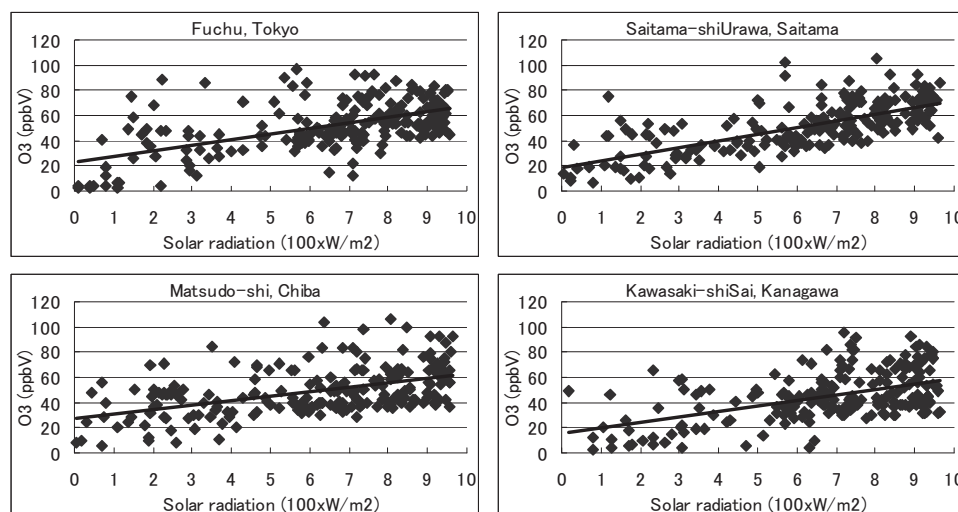 Fuchu, Tokyo
O3 (ppbV)
120
100
80
60
40
20
0
0 1 2 3 4 5 6 7 8 9 10
Solar radiation (100xW/m2)
Saitama-shiUrawa, Saitama
O3 (ppbV)
120
100
80
60
40
20
0
0 1 2 3 4 5 6 7 8 9 10
Solar radiation (100xW/m2)
Matsudo-shi, Chiba
O3 (ppbV)
120
100
80
60
40
20
0
0 1 2 3 4 5 6 7 8 9 10
Solar radiation (100xW/m2)
Kawasaki-shiSai, Kanagawa
O3 (ppbV)
120
100
80
60
40
20
0
0 1 2 3 4 5 6 7 8 9 10
Solar radiation (100xW/m2)